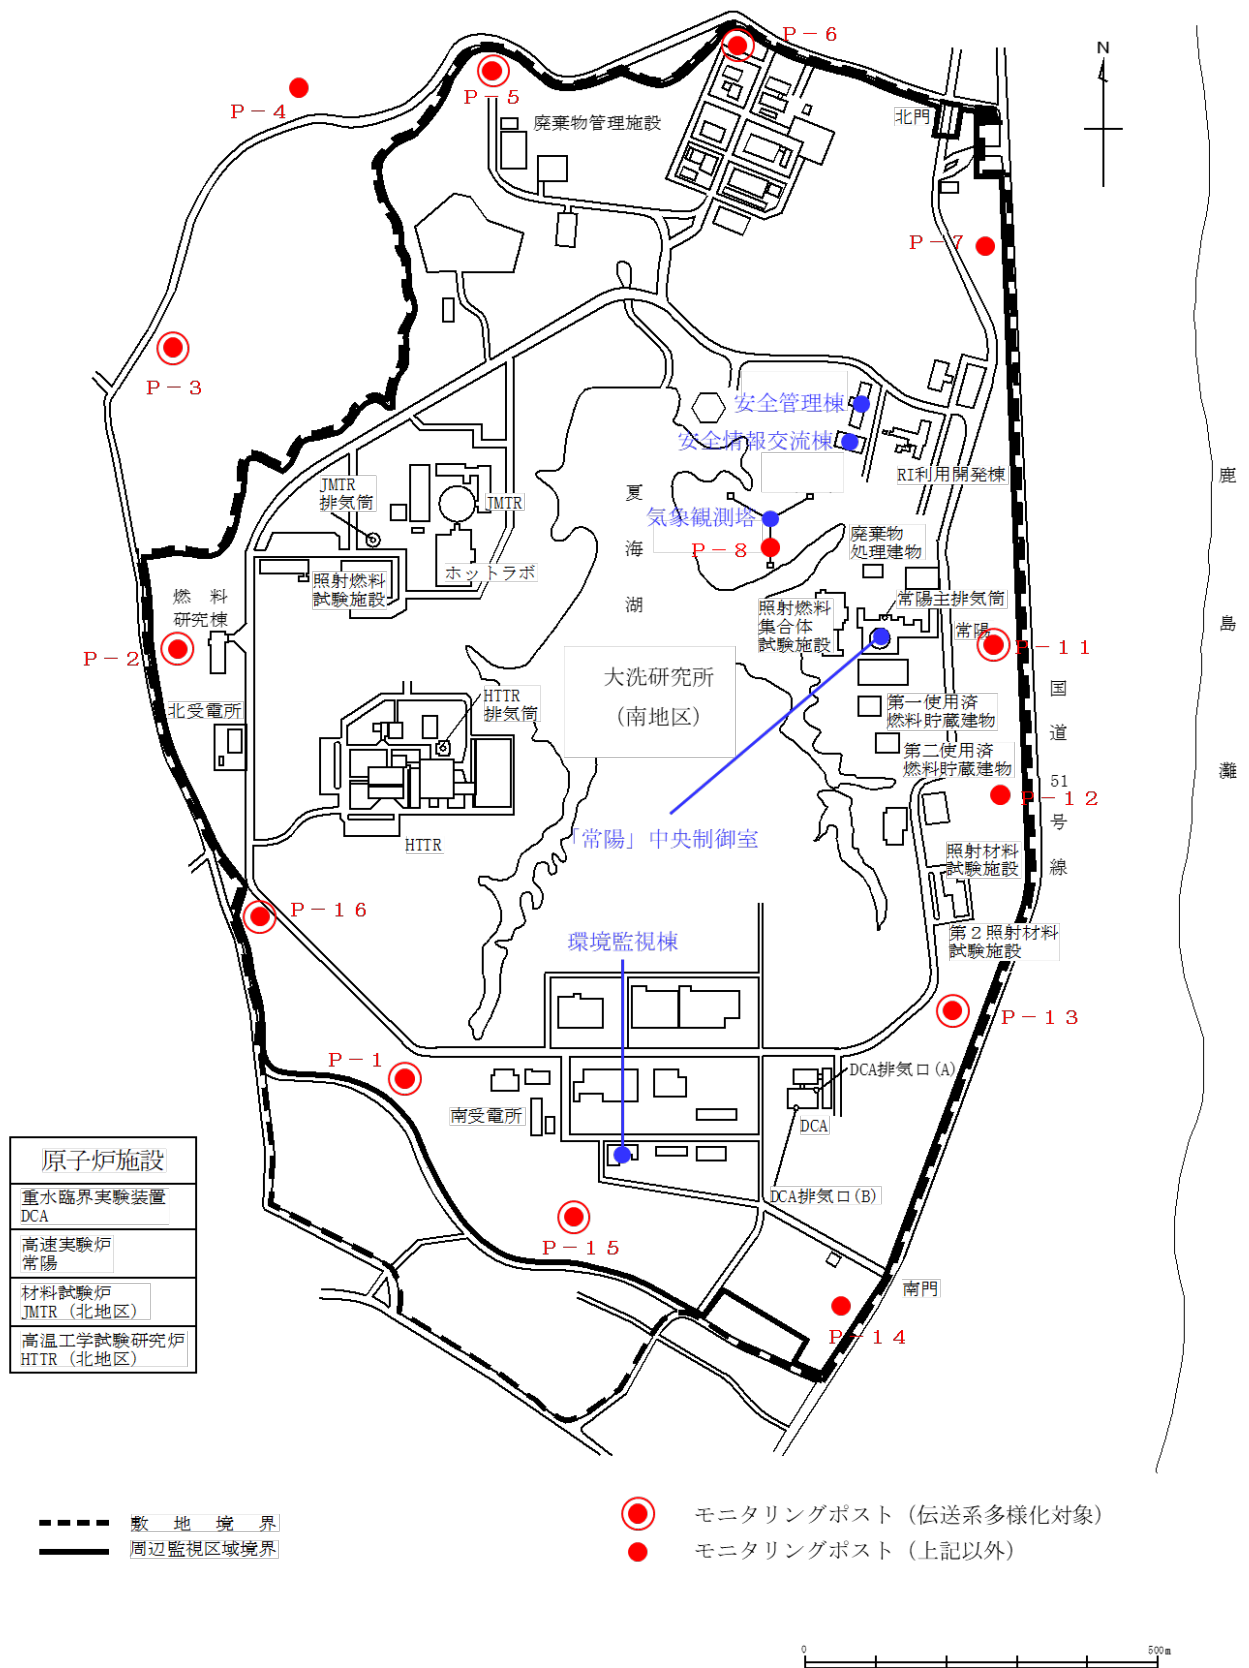 P－6
N
P－5
P－4
北門
廃棄物管理施設
P－7
P－3
安全管理棟
安全情報交流棟
RI利用開発棟
鹿
島
灘
JMTR
排気筒
JMTR
夏
海
湖
気象観測塔
P－8
廃棄物
処理建物
ホットラボ
照射燃料
試験施設
燃　料
研究棟
照射燃料
集合体
試験施設
常陽主排気筒
常陽
P－11
P－2
大洗研究所
（南地区）
国
道
51
号
線
北受電所
HTTR
排気筒
第一使用済
燃料貯蔵建物
第二使用済
燃料貯蔵建物
P－12
「常陽」中央制御室
HTTR
照射材料
試験施設
P－16
環境監視棟
第2照射材料
試験施設
P－13
P－1
DCA排気口(A)
南受電所
DCA
DCA排気口(B)
P－15
南門
P－14
原子炉施設
重水臨界実験装置
DCA
高速実験炉
常陽
材料試験炉
JMTR（北地区）
高温工学試験研究炉
HTTR（北地区）
敷　地　境　界
周辺監視区域境界
モニタリングポスト（伝送系多様化対象）
モニタリングポスト（上記以外）
0
500m